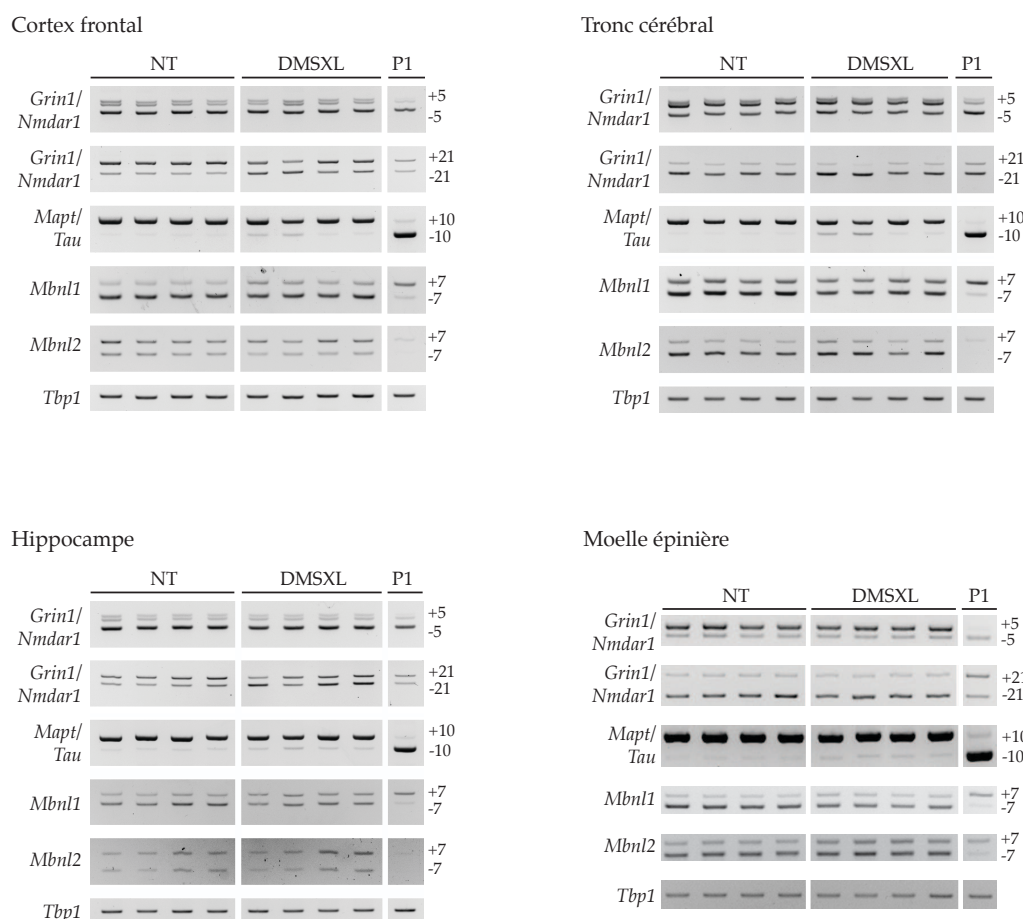 Cortex frontal
NT DMSXL P1
Grin1/ +5
Nmdar1 -5
Grin1/ +21
Nmdar1 -21
Mapt/ +10
Tau -10
Mbnl1 +7
-7
Mbnl2 +7
-7
Tbp1
Tronc cérébral
NT DMSXL P1
Grin1/ +5
Nmdar1 -5
Grin1/ +21
Nmdar1 -21
Mapt/ +10
Tau -10
Mbnl1 +7
-7
Mbnl2 +7
-7
Tbp1
Hippocampe
NT DMSXL P1
Grin1/ +5
Nmdar1 -5
Grin1/ +21
Nmdar1 -21
Mapt/ +10
Tau -10
Mbnl1 +7
-7
Mbnl2 +7
-7
Tbp1
Moelle épinière
NT DMSXL P1
Grin1/ +5
Nmdar1 -5
Grin1/ +21
Nmdar1 -21
Mapt/ +10
Tau -10
Mbnl1 +7
-7
Mbnl2 +7
-7
Tbp1